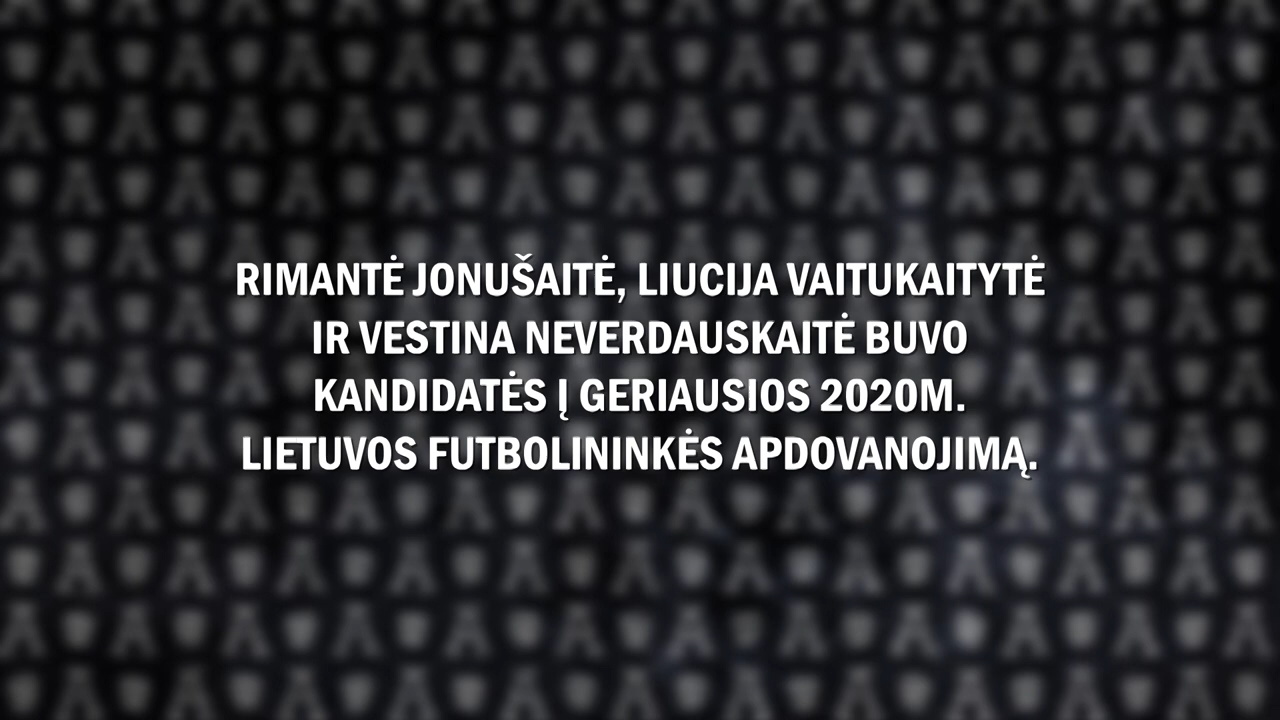 RIMANTĖ JONUŠAITĖ, LIUCIJA VAITUKAITYTĖ
IR VESTINA NEVERDAUSKAITĖ BUVO
KANDIDATĖS Į GERIAUSIOS 2020M.
LIETUVOS FUTBOLININKĖS APDOVANOJIMĄ.